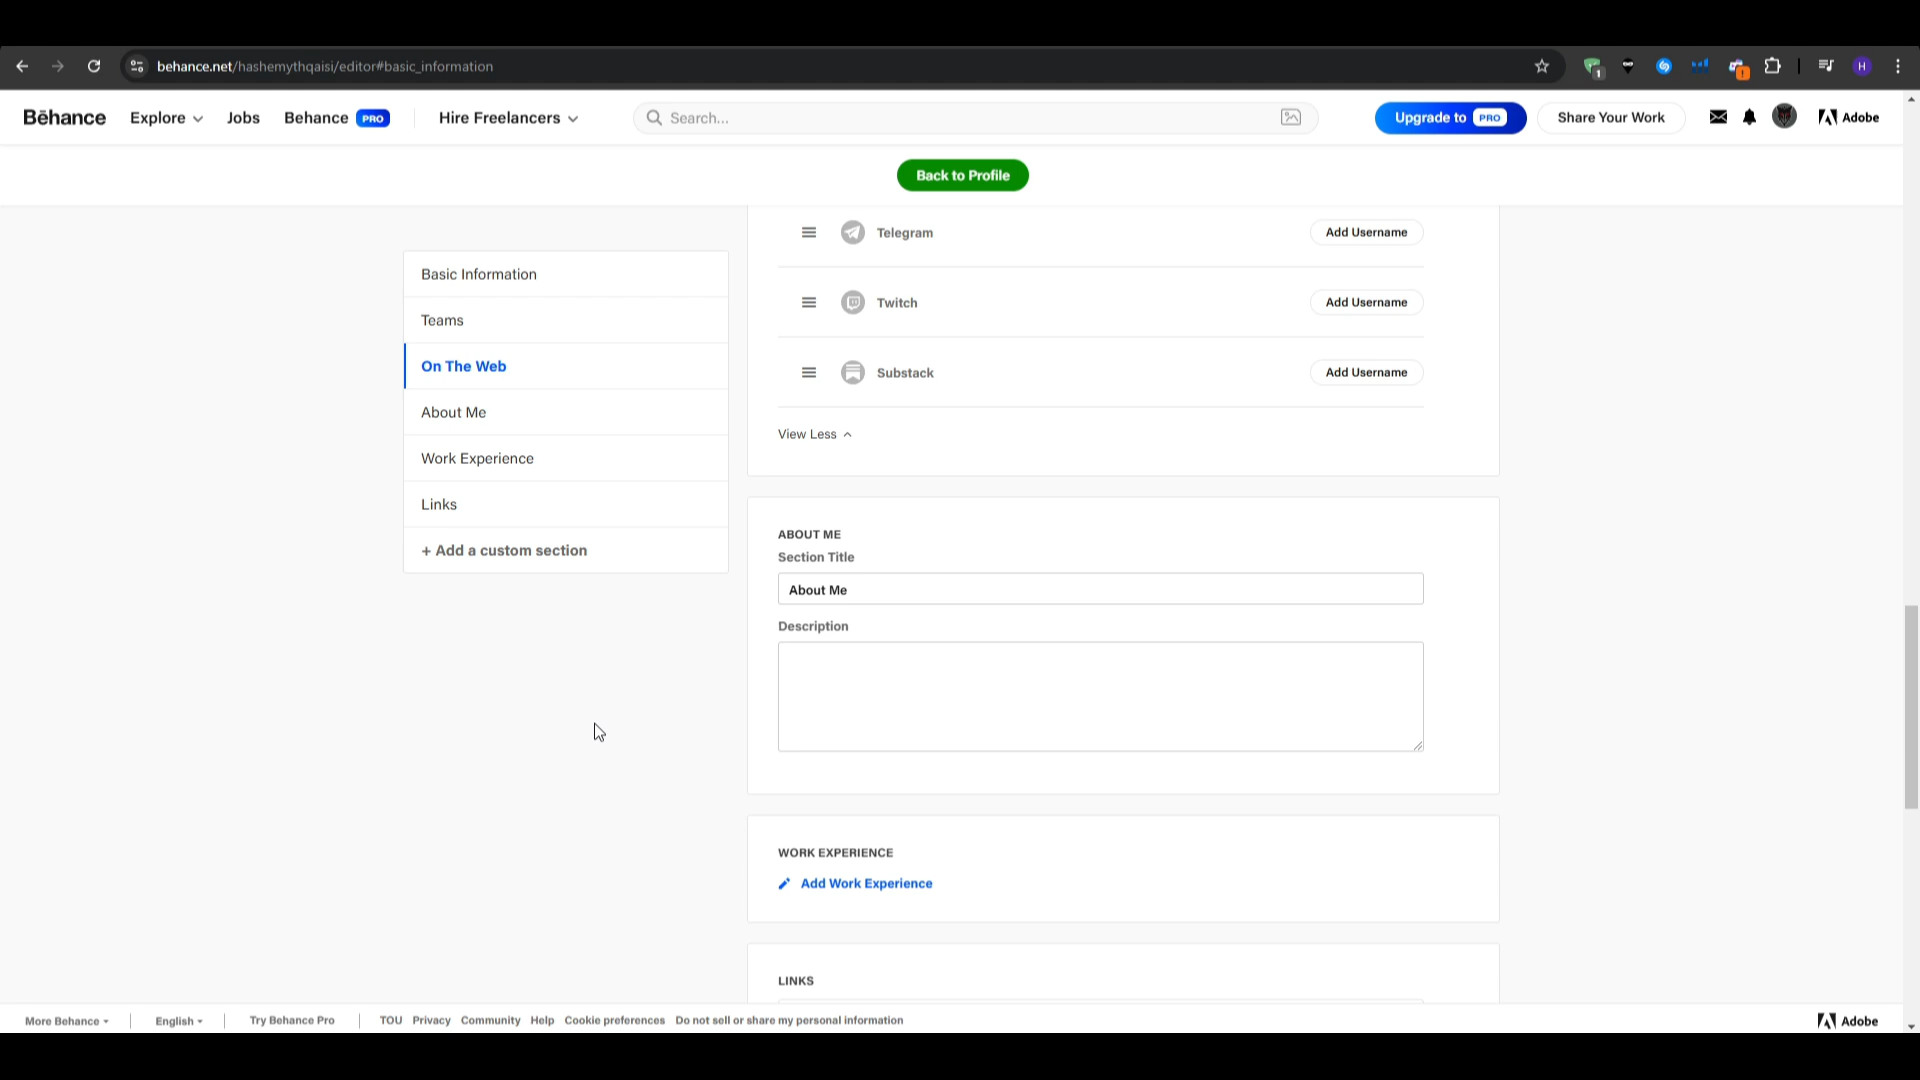 behance.net/hashemythqaisi/editor#basic_information
1
!
H
Bēhance
Explore
Jobs
Behance PRO
Hire Freelancers
Search...
Upgrade to PRO
Share Your Work
Adobe
Back to Profile
Telegram
Add Username
Basic Information
Twitch
Add Username
Teams
On The Web
Substack
Add Username
About Me
View Less
Work Experience
Links
+ Add a custom section
ABOUT ME
Section Title
About Me
Description
WORK EXPERIENCE
Add Work Experience
LINKS
More Behance
English
Try Behance Pro
TOU Privacy Community Help Cookie preferences Do not sell or share my personal information
Adobe